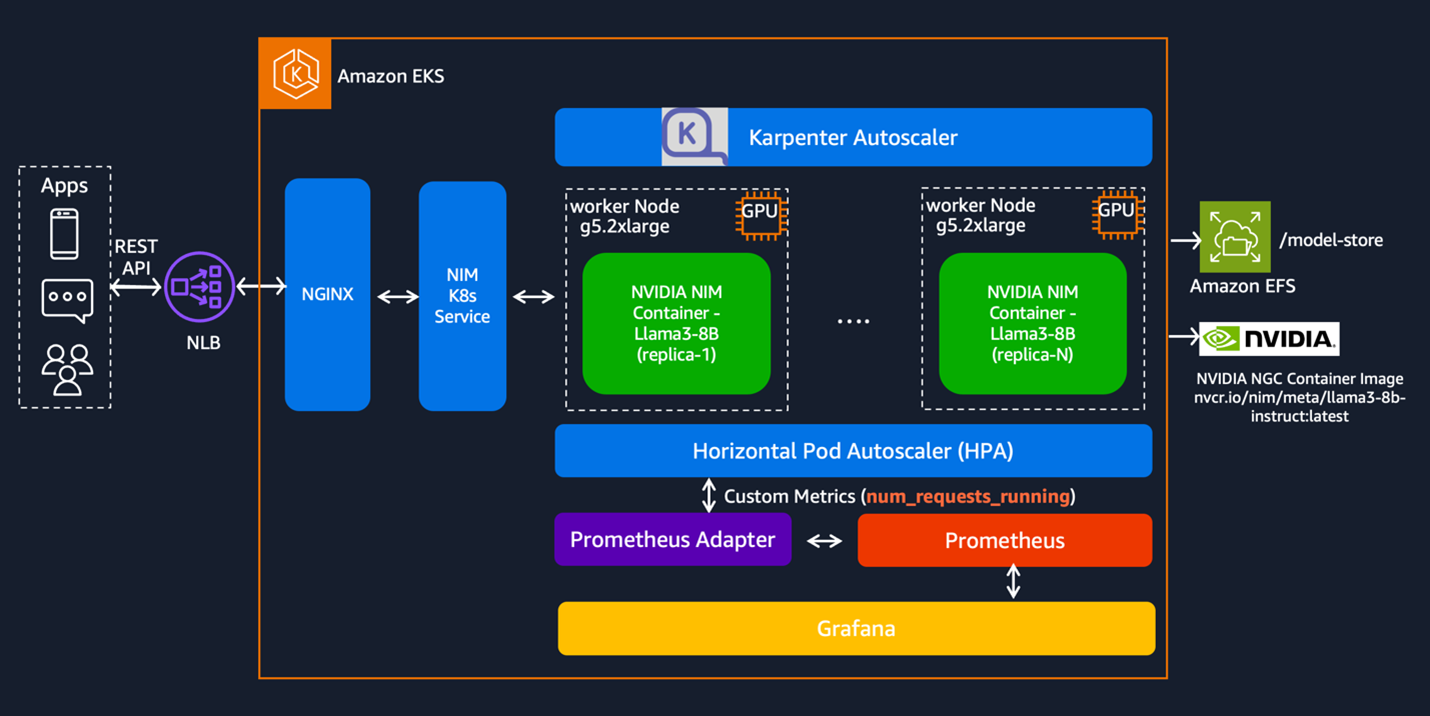 Amazon EKS
K
Karpenter Autoscaler
Apps
REST
API
NLB
NGINX
NIM
K8s
Service
worker Node
g5.2xlarge
GPU
NVIDIA NIM
Container -
Llama3-8B
(replica-1)
....
worker Node
g5.2xlarge
GPU
NVIDIA NIM
Container -
Llama3-8B
(replica-N)
/model-store
Amazon EFS
NVIDIA.
NVIDIA NGC Container Image
nvcr.io/nim/meta/llama3-8b-
instruct:latest
Horizontal Pod Autoscaler (HPA)
Custom Metrics (num_requests_running)
Prometheus Adapter
Prometheus
Grafana